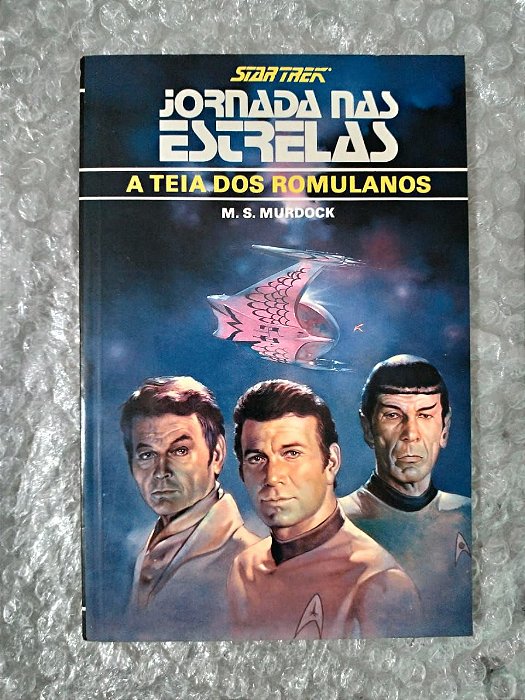 STAR TREK®
JORNADA NAS
ESTRELAS
A TEIA DOS ROMULANOS
M. S. MURDOCK